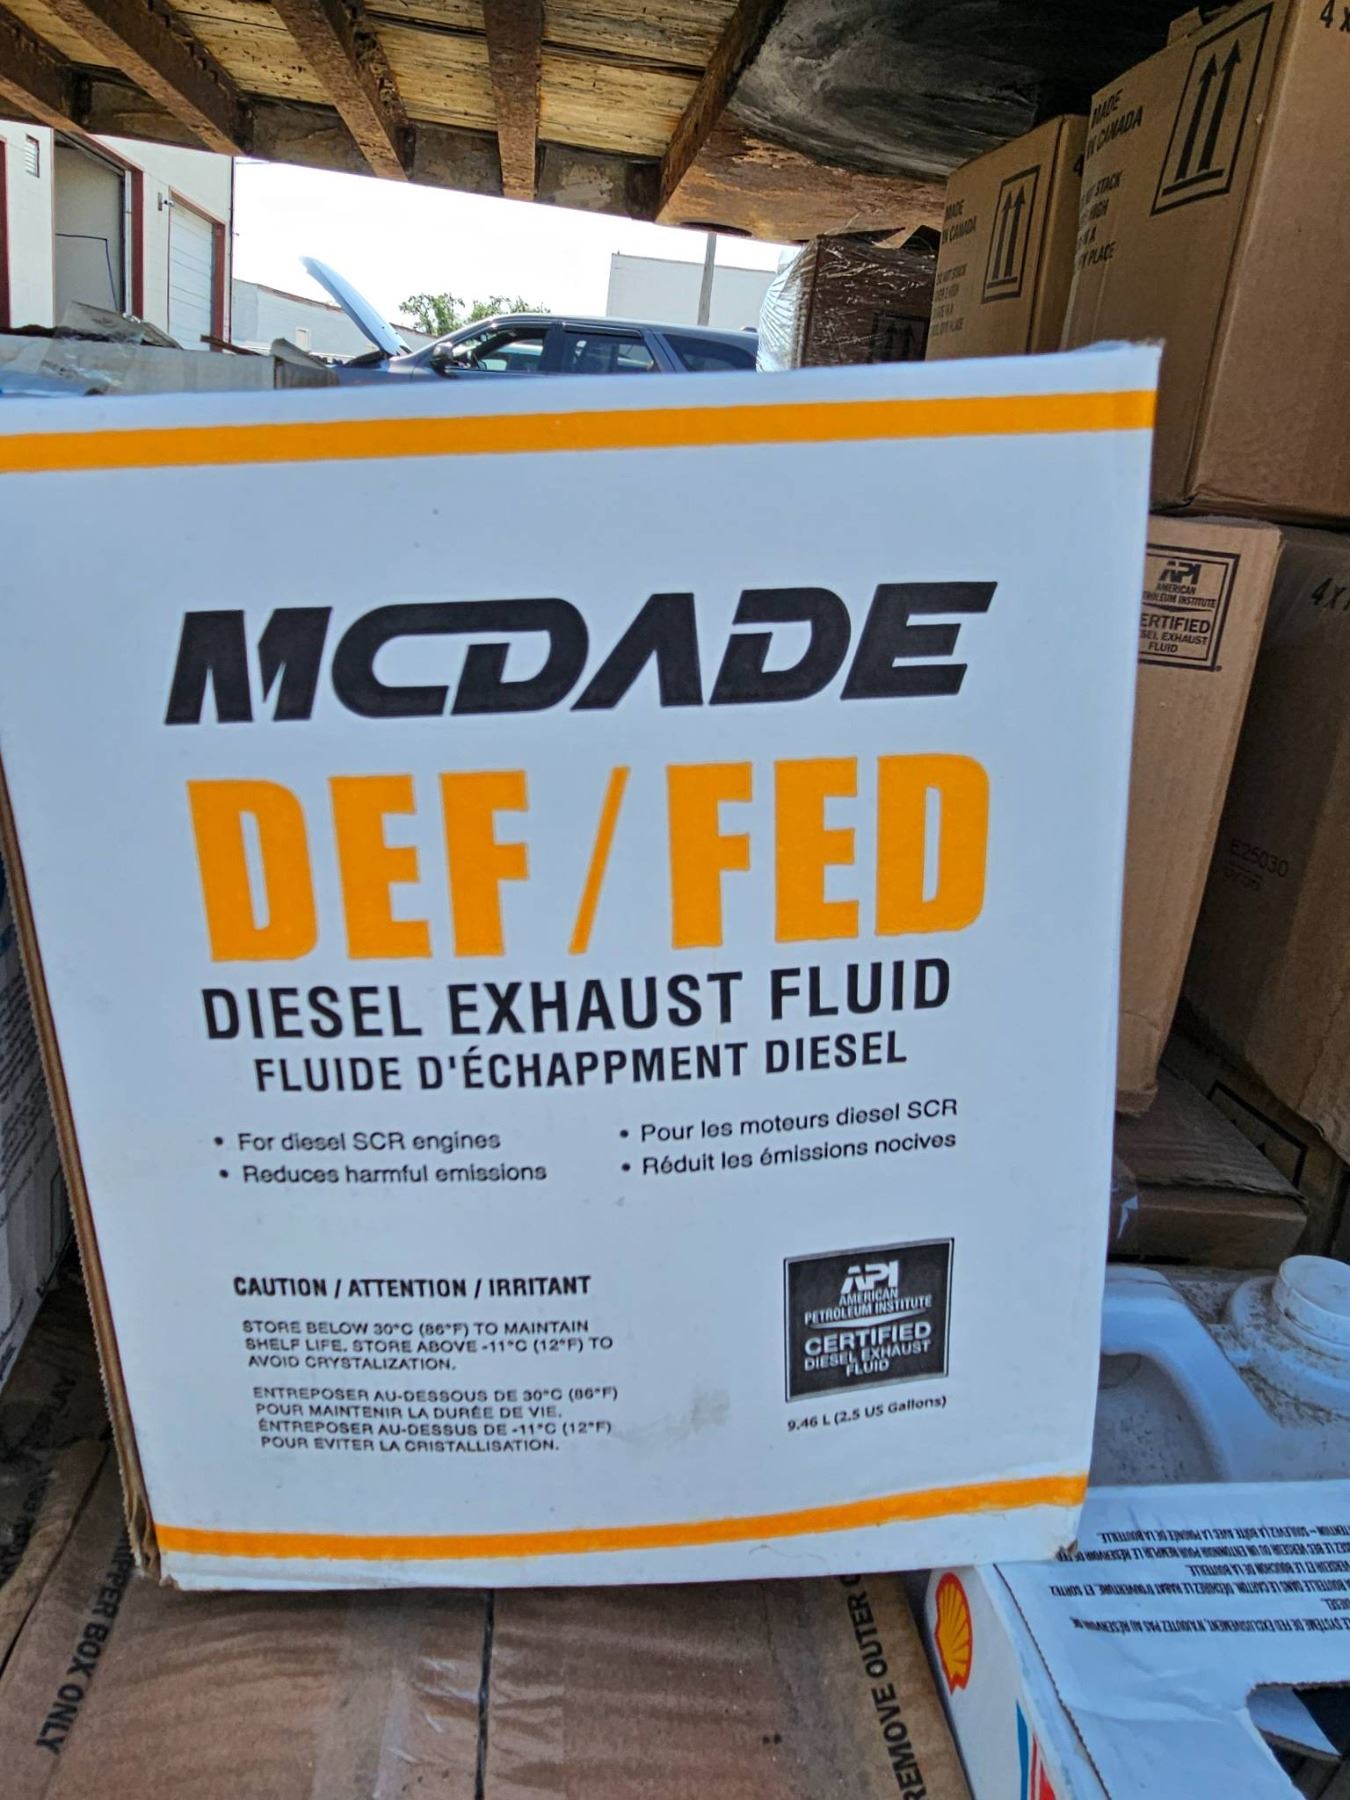 MADE
IN CANADA
MADE
IN CANADA
API
AMERICAN
CERTIFIED
EXHAUST
FLUID
E25030
MCDADE
DEF/FED
DIESEL EXHAUST FLUID
FLUIDE D'ÉCHAPPMENT DIESEL
• For diesel SCR engines
• Reduces harmful emissions
• Pour les moteurs diesel SCR
• Réduit les émissions nocives
CAUTION / ATTENTION / IRRITANT
STORE BELOW 30°C (86°F) TO MAINTAIN
SHELF LIFE. STORE ABOVE -11°C (12°F) TO
AVOID CRYSTALIZATION.
ENTREPOSER AU-DESSOUS DE 30°C (86°F)
POUR MAINTENIR LA DURÉE DE VIE.
ENTREPOSER AU-DESSUS DE -11°C (12°F)
POUR EVITER LA CRISTALLISATION.
API
AMERICAN
PETROLEUM INSTITUTE
CERTIFIED
DIESEL EXHAUST
FLUID
9.46 L (2.5 US Gallons)
BOX ONLY
REMOVE OUTER